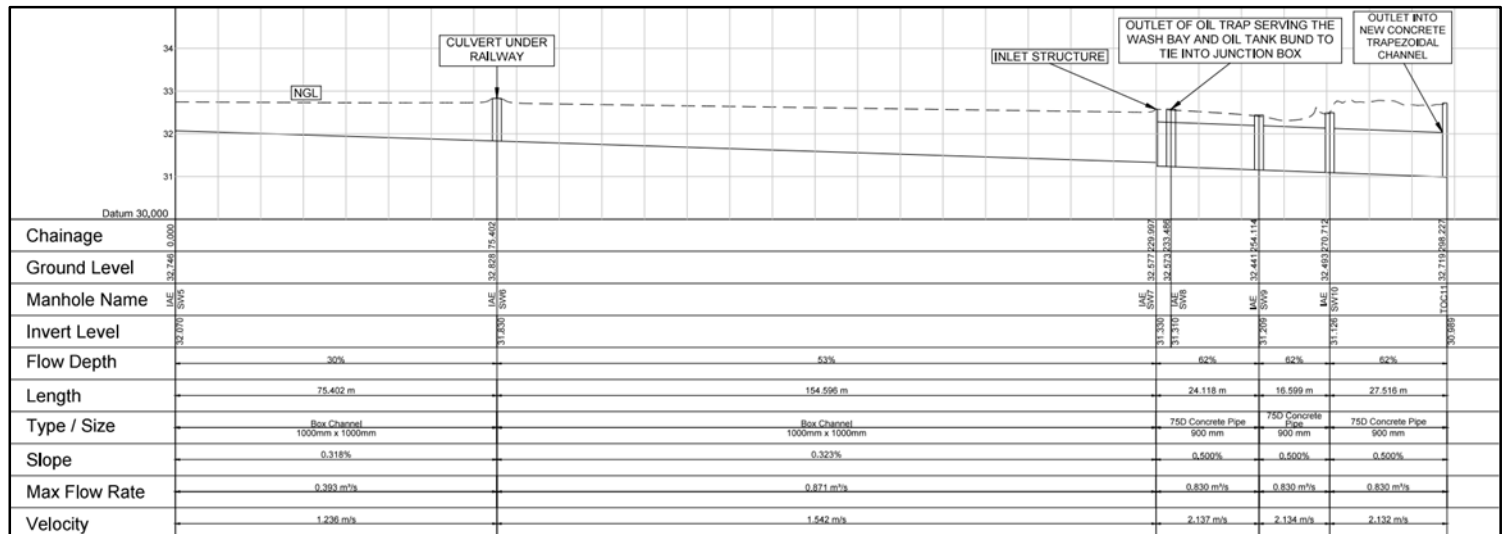 OUTLET OF OIL TRAP SERVING THE
WASH BAY AND OIL TANK BUND TO
TIE INTO JUNCTION BOX
OUTLET INTO
NEW CONCRETE
TRAPEZOIDAL
CHANNEL
CULVERT UNDER
RAILWAY
INLET STRUCTURE
NGL
34
33
32
31
Datum 30,000
Chainage 0.000 75.402 229.997 233.486 254.114 270.712 298.227
Ground Level 32.746 32.828 32.577 32.573 32.441 32.493 32.719
Manhole Name IAE SW5 IAE SW6 IAE SW7 IAE SW8 IAE SW9 IAE SW10 TOC11
Invert Level 32.070 31.830 31.330 31.310 31.209 31.126 30.989
Flow Depth 30% 53% 62% 62% 62%
Length 75.402 m 154.596 m 24.118 m 16.599 m 27.516 m
Type / Size
Box Channel
1000mm x 1000mm
Box Channel
1000mm x 1000mm
75D Concrete Pipe
900 mm
75D Concrete
Pipe
900 mm
75D Concrete Pipe
900 mm
Slope 0.318% 0.323% 0.500% 0.500% 0.500%
Max Flow Rate 0.393 m³/s 0.871 m³/s 0.830 m³/s 0.830 m³/s 0.830 m³/s
Velocity 1.236 m/s 1.542 m/s 2.137 m/s 2.134 m/s 2.132 m/s